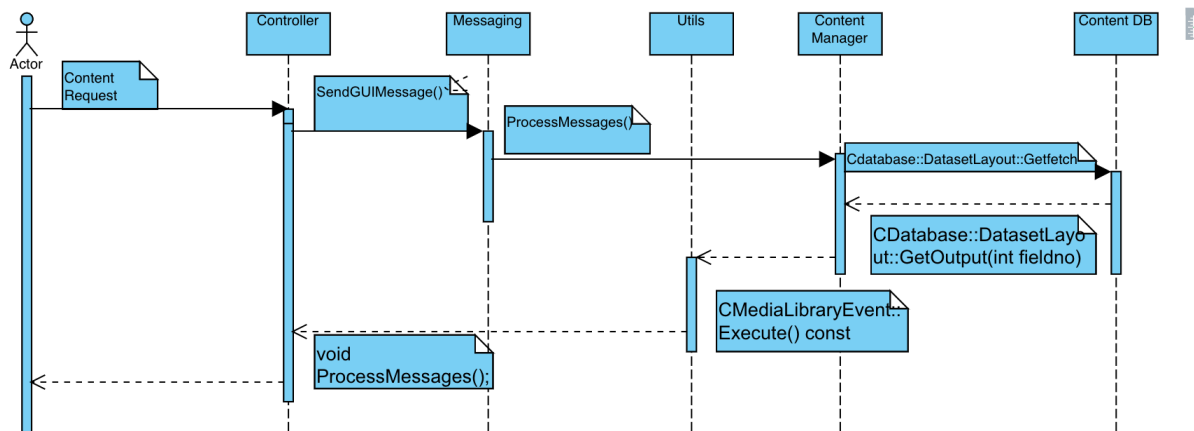 Controller
Messaging
Utils
Content
Manager
Content DB
Actor
Content
Request
SendGUIMessage()
ProcessMessages()
Cdatabase::DatasetLayout::Getfetch
CDatabase::DatasetLayo
ut::GetOutput(int fieldno)
CMediaLibraryEvent::
Execute() const
void
ProcessMessages();